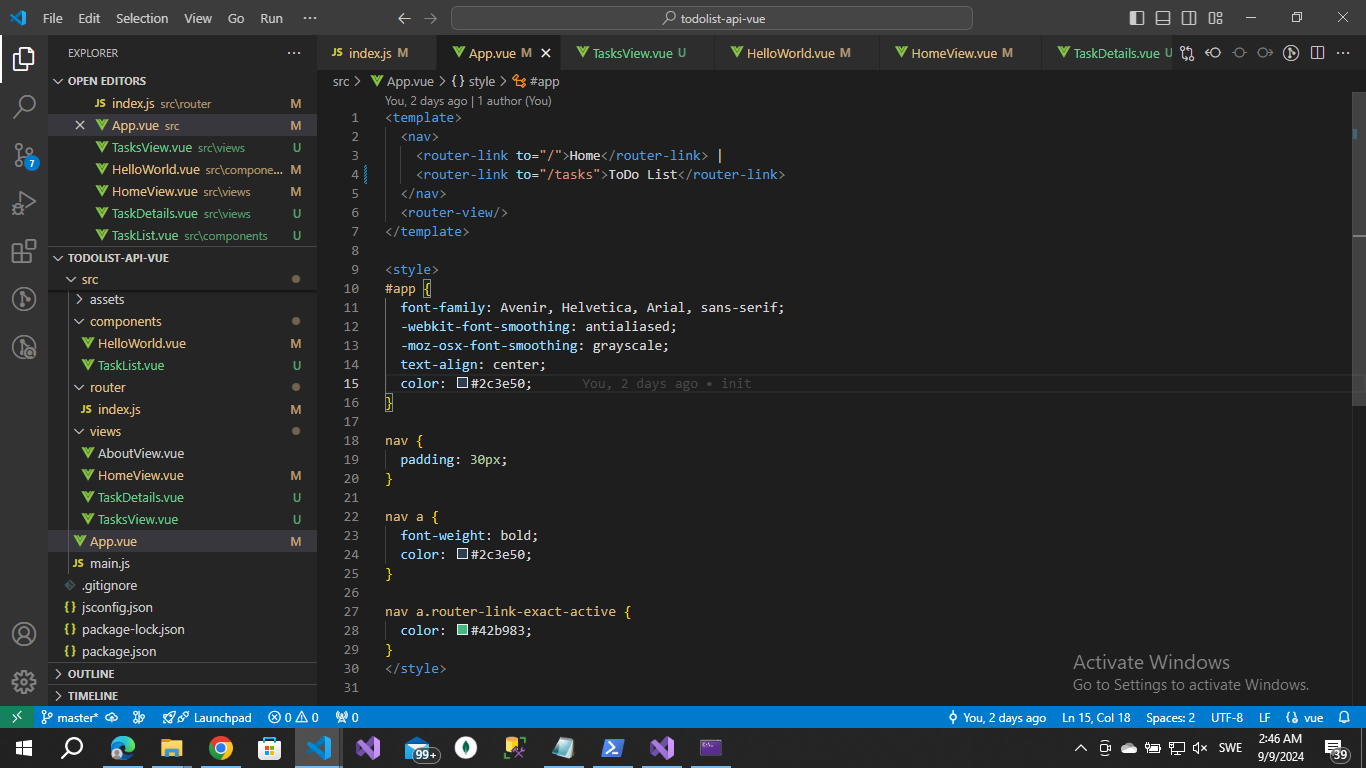 File Edit Selection View Go Run ··· todolist-api-vue
EXPLORER ···
OPEN EDITORS
JS index.js src\router M
App.vue src M
TasksView.vue src\views U
HelloWorld.vue src\compone... M
HomeView.vue src\views M
TaskDetails.vue src\views U
TaskList.vue src\components U
TODOLIST-API-VUE
src
assets
components
HelloWorld.vue M
TaskList.vue U
router
JS index.js M
views
AboutView.vue
HomeView.vue M
TaskDetails.vue U
TasksView.vue U
App.vue M
JS main.js
.gitignore
{} jsconfig.json
{} package-lock.json
{} package.json
OUTLINE
TIMELINE
JS index.js M App.vue M TasksView.vue U HelloWorld.vue M HomeView.vue M TaskDetails.vue U
src > App.vue > {} style > #app
You, 2 days ago | 1 author (You)
1 <template>
2 <nav>
3 <router-link to="/">Home</router-link> |
4 <router-link to="/tasks">ToDo List</router-link>
5 </nav>
6 <router-view/>
7 </template>
8
9 <style>
10 #app {
11 font-family: Avenir, Helvetica, Arial, sans-serif;
12 -webkit-font-smoothing: antialiased;
13 -moz-osx-font-smoothing: grayscale;
14 text-align: center;
15 color: #2c3e50; You, 2 days ago • init
16 }
17
18 nav {
19 padding: 30px;
20 }
21
22 nav a {
23 font-weight: bold;
24 color: #2c3e50;
25 }
26
27 nav a.router-link-exact-active {
28 color: #42b983;
29 }
30 </style>
31
Activate Windows
Go to Settings to activate Windows.
7
master* Launchpad 0 0 0 You, 2 days ago Ln 15, Col 18 Spaces: 2 UTF-8 LF vue
99+ SWE 2:46 AM
9/9/2024
39